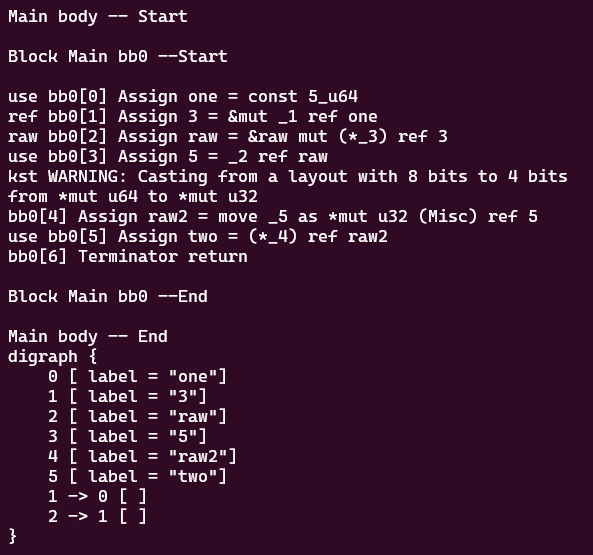 Main body -- Start
Block Main bb0 --Start
use bb0[0] Assign one = const 5_u64
ref bb0[1] Assign 3 = &mut _1 ref one
raw bb0[2] Assign raw = &raw mut (*_3) ref 3
use bb0[3] Assign 5 = _2 ref raw
kst WARNING: Casting from a layout with 8 bits to 4 bits
from *mut u64 to *mut u32
bb0[4] Assign raw2 = move _5 as *mut u32 (Misc) ref 5
use bb0[5] Assign two = (*_4) ref raw2
bb0[6] Terminator return
Block Main bb0 --End
Main body -- End
digraph {
    0 [ label = "one"]
    1 [ label = "3"]
    2 [ label = "raw"]
    3 [ label = "5"]
    4 [ label = "raw2"]
    5 [ label = "two"]
    1 -> 0 [ ]
    2 -> 1 [ ]
}